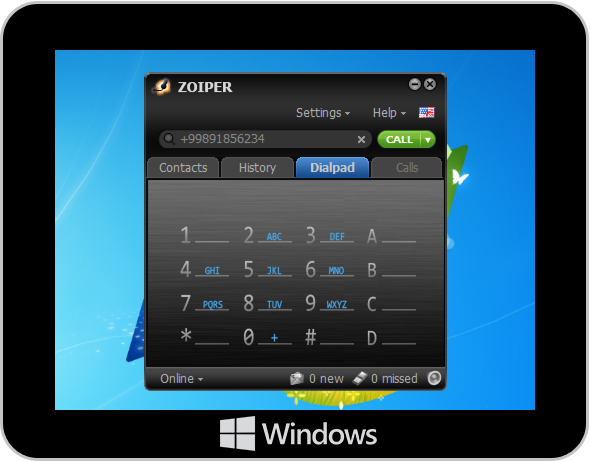 ZOIPER
Settings Help
+99891856234
CALL
Contacts History Dialpad Calls
1 2 ABC 3 DEF A
4 GHI 5 JKL 6 MNO B
7 PQRS 8 TUV 9 WXYZ C
* 0 + # D
Online 0 new 0 missed
Windows